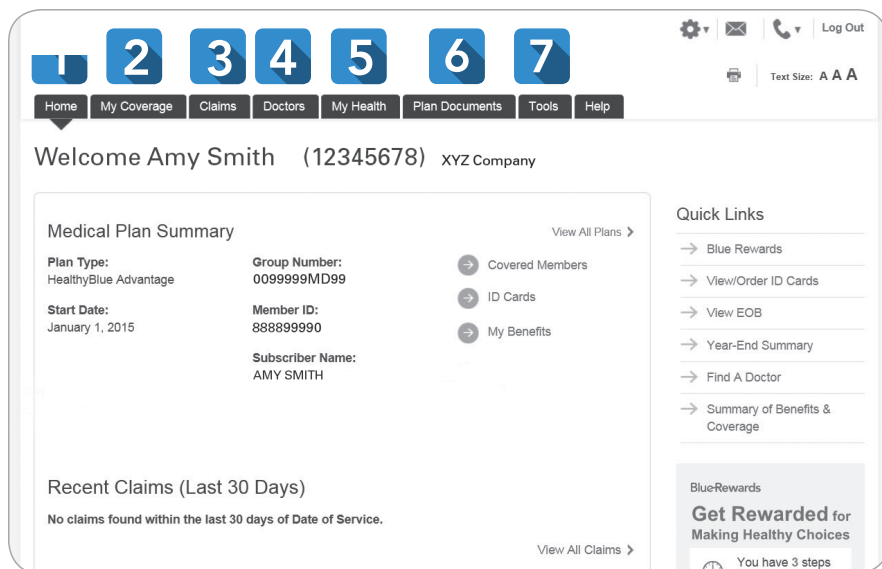 Log Out
1 2 3 4 5 6 7
Text Size: A A A
Home My Coverage Claims Doctors My Health Plan Documents Tools Help
Welcome Amy Smith (12345678) XYZ Company
Medical Plan Summary
View All Plans
Plan Type:
HealthyBlue Advantage
Start Date:
January 1, 2015
Group Number:
0099999MD99
Member ID:
888899990
Subscriber Name:
AMY SMITH
Covered Members
ID Cards
My Benefits
Recent Claims (Last 30 Days)
No claims found within the last 30 days of Date of Service.
View All Claims
Quick Links
Blue Rewards
View/Order ID Cards
View EOB
Year-End Summary
Find A Doctor
Summary of Benefits &
Coverage
BlueRewards
Get Rewarded for
Making Healthy Choices
You have 3 steps